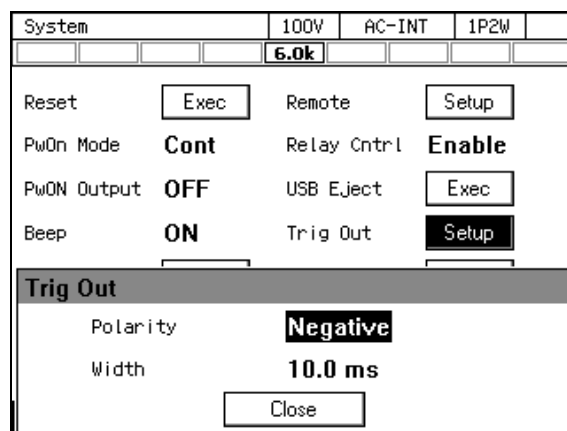 System 100V AC-INT 1P2W
6.0k
Reset Exec Remote Setup
PwOn Mode Cont Relay Cntrl Enable
PwON Output OFF USB Eject Exec
Beep ON Trig Out Setup
Trig Out
Polarity Negative
Width 10.0 ms
Close